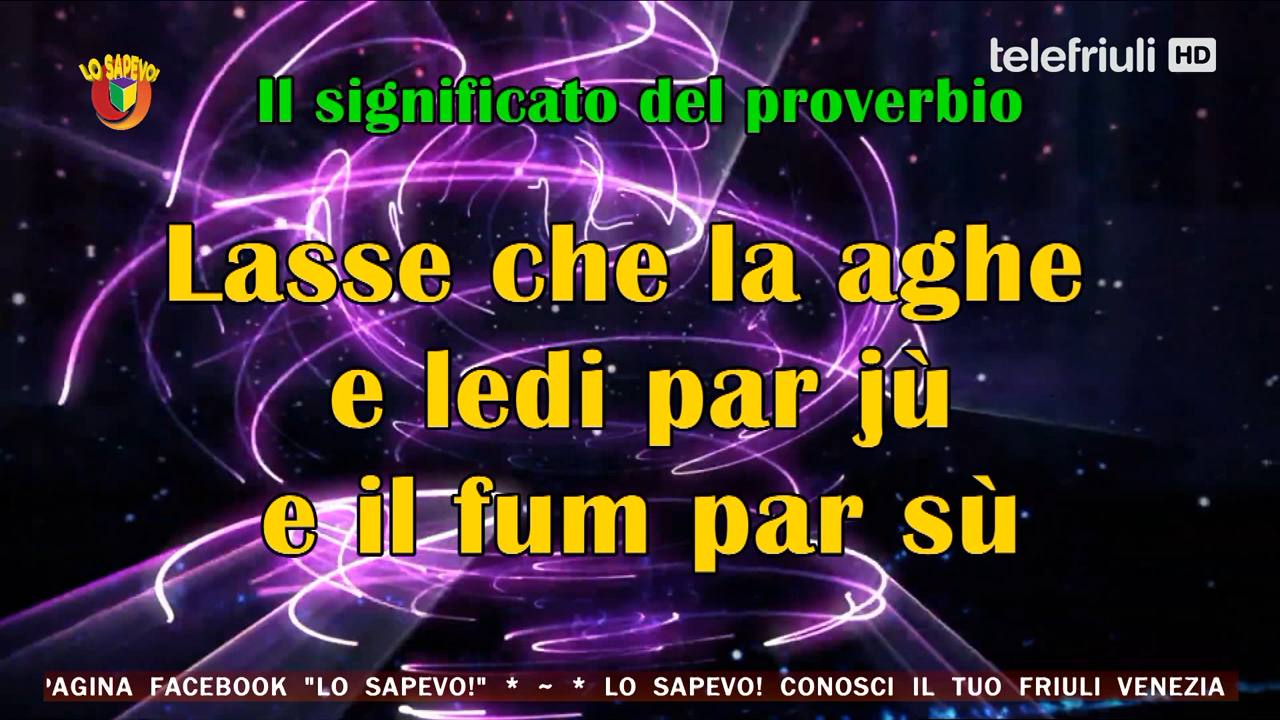 LO SAPEVO!
telefriuli HD
Il significato del proverbio
Lasse che la aghe
e ledi par jù
e il fum par sù
PAGINA FACEBOOK "LO SAPEVO!" * ~ * LO SAPEVO! CONOSCI IL TUO FRIULI VENEZIA